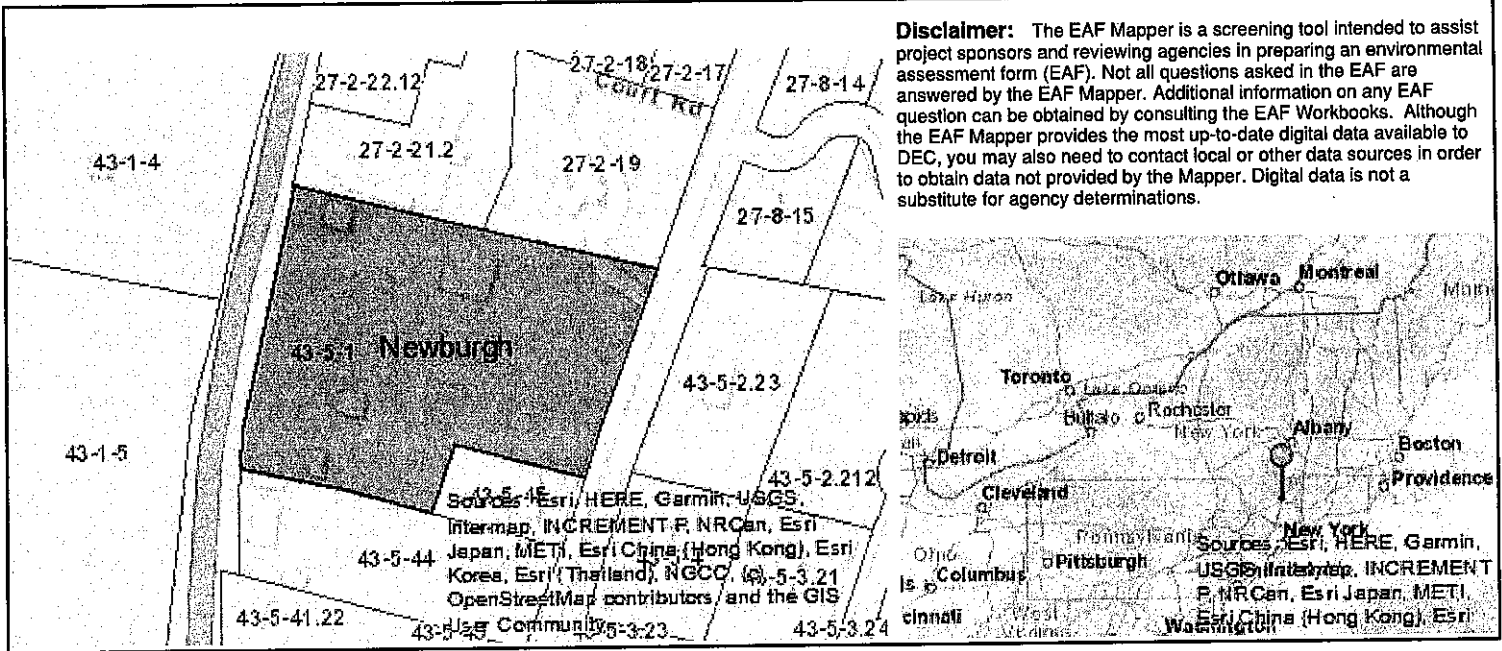 Disclaimer: The EAF Mapper is a screening tool intended to assist
project sponsors and reviewing agencies in preparing an environmental
assessment form (EAF). Not all questions asked in the EAF are
answered by the EAF Mapper. Additional information on any EAF
question can be obtained by consulting the EAF Workbooks. Although
the EAF Mapper provides the most up-to-date digital data available to
DEC, you may also need to contact local or other data sources in order
to obtain data not provided by the Mapper. Digital data is not a
substitute for agency determinations.
27-2-22.12
27-2-18
27-2-17
Court Rd
27-8-14
43-1-4
27-2-21.2
27-2-19
27-8-15
43-5-1
Newburgh
43-5-2.23
43-1-5
43-5-2.212
Sources: Esri, HERE, Garmin, USGS,
Intermap, INCREMENT P, NRCan, Esri
43-5-44
Japan, METI, Esri China (Hong Kong), Esri
Korea, Esri (Thailand), NGCC, (c)
OpenStreetMap contributors, and the GIS
User Community
43-5-3.21
43-5-41.22
43-5-3.23
43-5-3.24
Ottawa
Montreal
Lake Huron
Toronto
Lake Ontario
Buffalo
Rochester
New York
Albany
Boston
Detroit
Providence
Cleveland
New York
Pennsylvania
Ohio
Pittsburgh
Columbus
cinnati
West
Washington
Sources: Esri, HERE, Garmin,
USGS, Intermap, INCREMENT
P, NRCan, Esri Japan, METI,
Esri China (Hong Kong), Esri